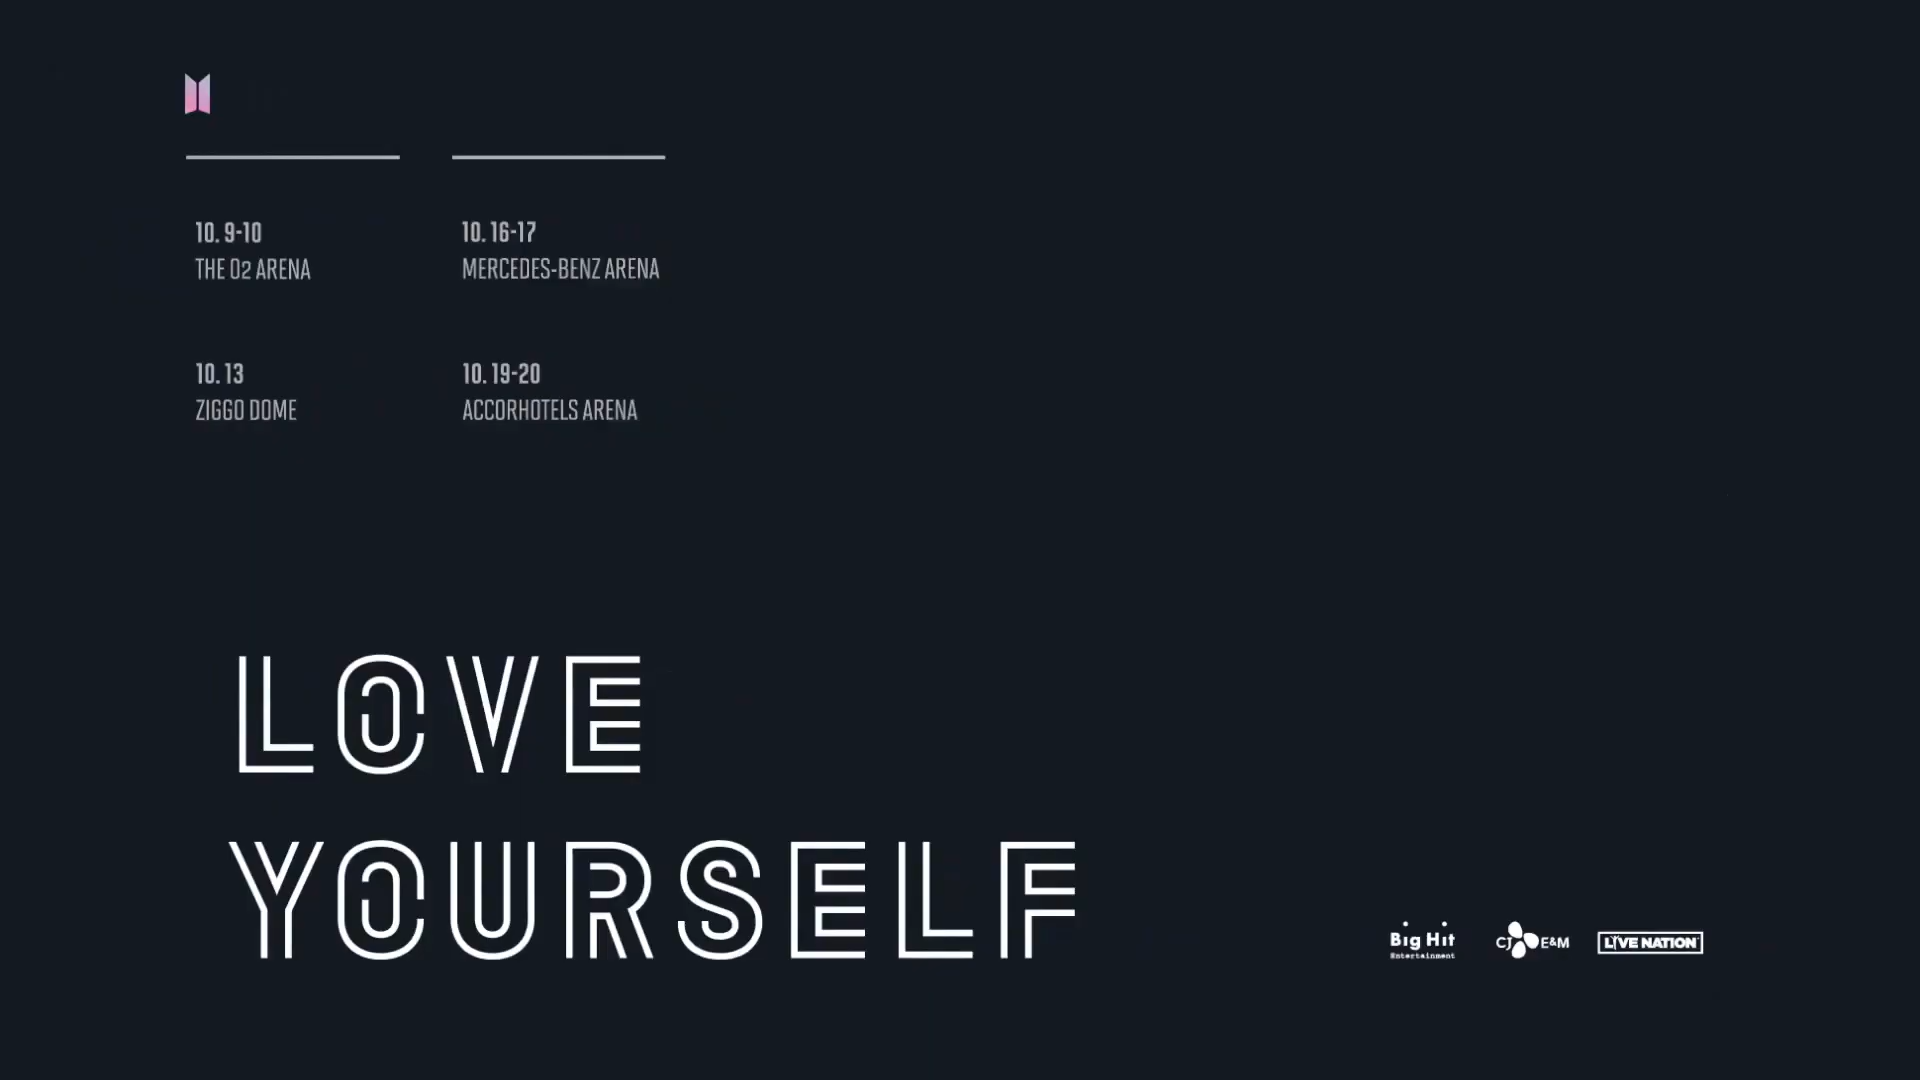 10. 9-10
THE O2 ARENA
10. 13
ZIGGO DOME
10. 16-17
MERCEDES-BENZ ARENA
10. 19-20
ACCORHOTELS ARENA
LOVE
YOURSELF
Big Hit
Entertainment
CJ E&M
LIVE NATION